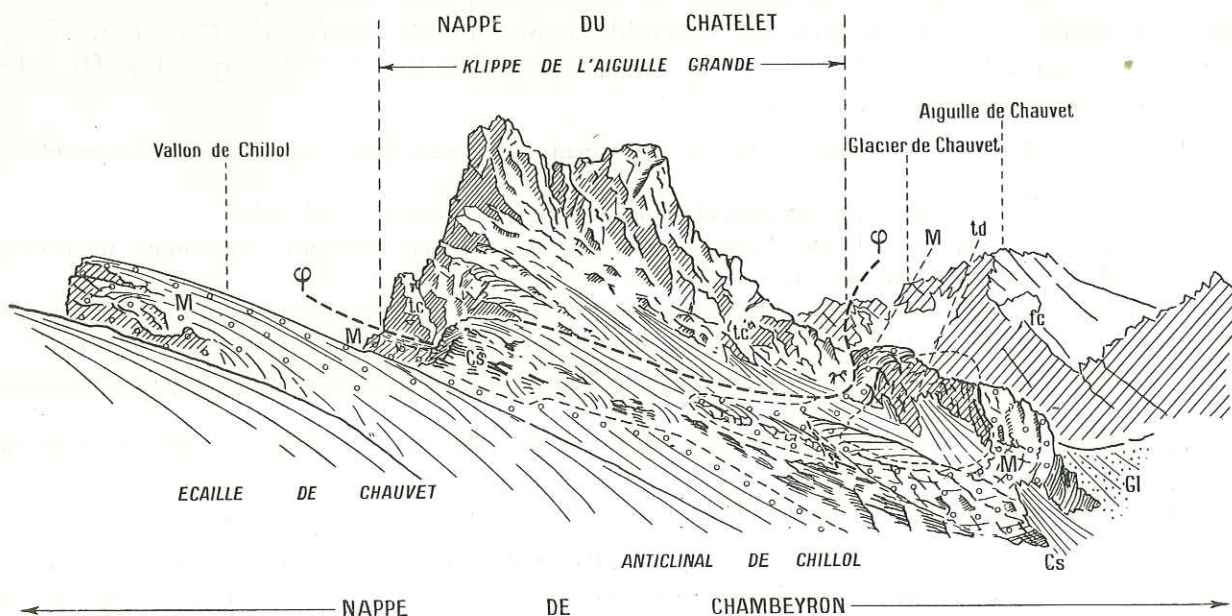 NAPPE DU CHATELET
KLIPPE DE L'AIGUILLE GRANDE
Aiguille de Chauvet
Vallon de Chillol
Glacier de Chauvet
φ M td
φ
tc
M
fc
M
tc
Cs
M
Gl
ECAILLE DE CHAUVET
ANTICLINAL DE CHILLOL
Cs
NAPPE DE CHAMBEYRON